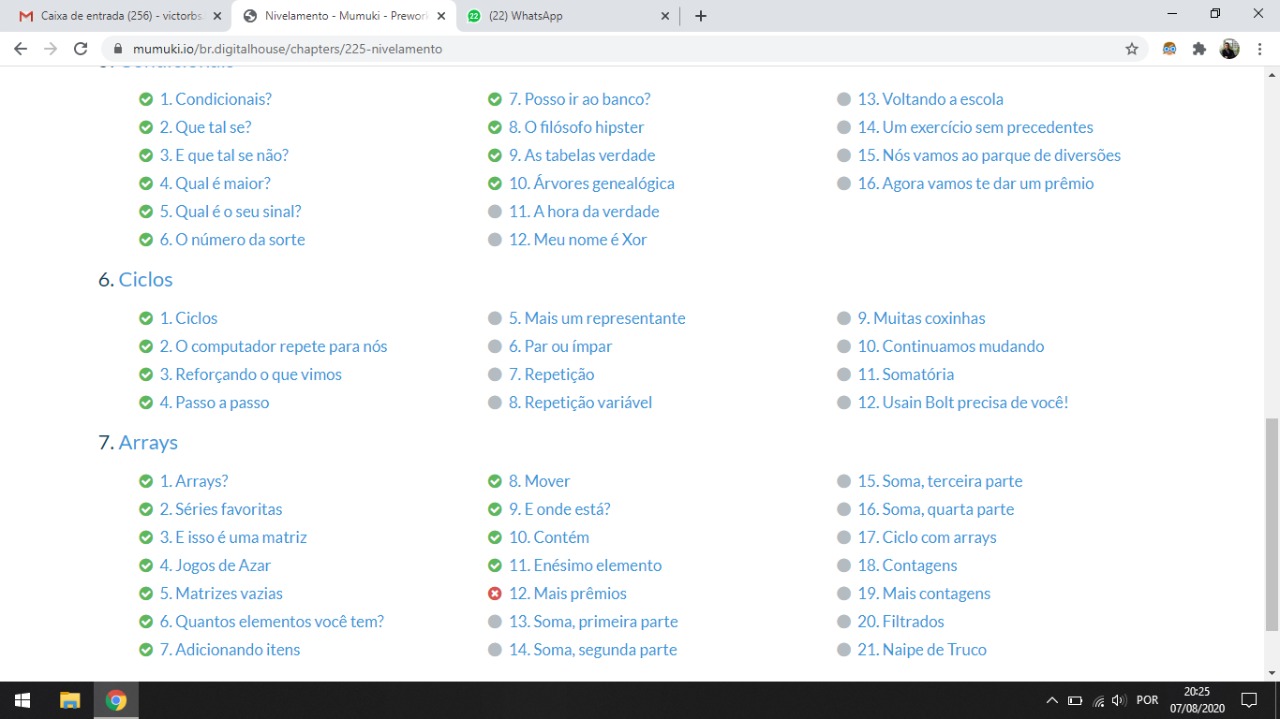 Caixa de entrada (256) - victorbs
Nivelamento - Mumuki - Prework
(22) WhatsApp
mumuki.io/br.digitalhouse/chapters/225-nivelamento
5. Condicionais
1. Condicionais?
2. Que tal se?
3. E que tal se não?
4. Qual é maior?
5. Qual é o seu sinal?
6. O número da sorte
7. Posso ir ao banco?
8. O filósofo hipster
9. As tabelas verdade
10. Árvores genealógica
11. A hora da verdade
12. Meu nome é Xor
13. Voltando a escola
14. Um exercício sem precedentes
15. Nós vamos ao parque de diversões
16. Agora vamos te dar um prêmio
6. Ciclos
1. Ciclos
2. O computador repete para nós
3. Reforçando o que vimos
4. Passo a passo
5. Mais um representante
6. Par ou ímpar
7. Repetição
8. Repetição variável
9. Muitas coxinhas
10. Continuamos mudando
11. Somatória
12. Usain Bolt precisa de você!
7. Arrays
1. Arrays?
2. Séries favoritas
3. E isso é uma matriz
4. Jogos de Azar
5. Matrizes vazias
6. Quantos elementos você tem?
7. Adicionando itens
8. Mover
9. E onde está?
10. Contém
11. Enésimo elemento
12. Mais prêmios
13. Soma, primeira parte
14. Soma, segunda parte
15. Soma, terceira parte
16. Soma, quarta parte
17. Ciclo com arrays
18. Contagens
19. Mais contagens
20. Filtrados
21. Naipe de Truco
POR
20:25
07/08/2020